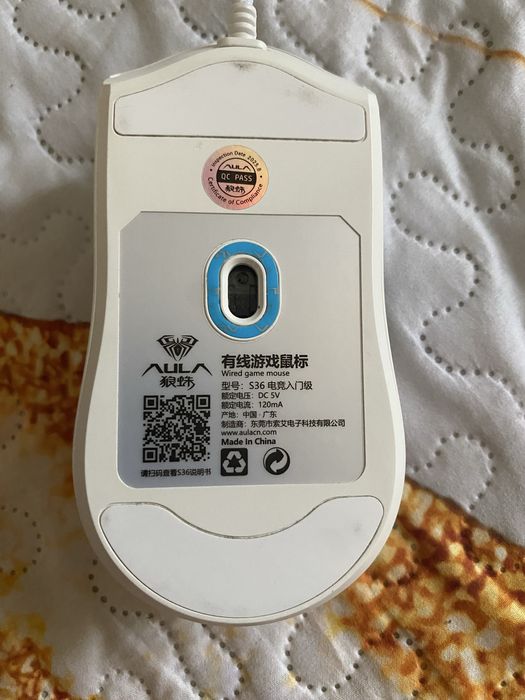 Inspection Date 2025.8
AULA
QC PASS
狼蛛
Certificate of Compliance
AULA
狼蛛
请扫码查看S36说明书
有线游戏鼠标
Wired game mouse
型号：S36 电竞入门级
额定电压：DC 5V
额定电流：120mA
产地：中国·广东
制造商：东莞市索艾电子科技有限公司
www.aulacn.com
Made In China